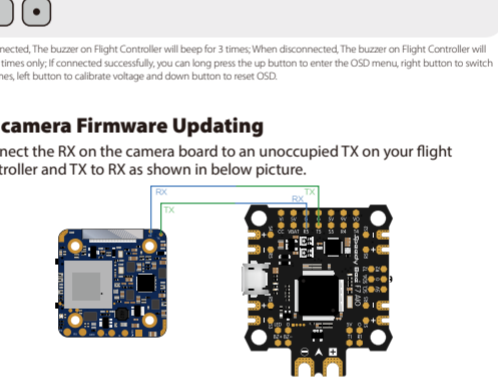 nected, The buzzer on Flight Controller will beep for 3 times; When disconnected, The buzzer on Flight Controller will
times only; If connected successfully, you can long press the up button to enter the OSD menu, right button to switch
nes, left button to calibrate voltage and down button to reset OSD.
camera Firmware Updating
nect the RX on the camera board to an unoccupied TX on your flight
troller and TX to RX as shown in below picture.
RX TX
TX RX
Speedy Bee F7 AIO